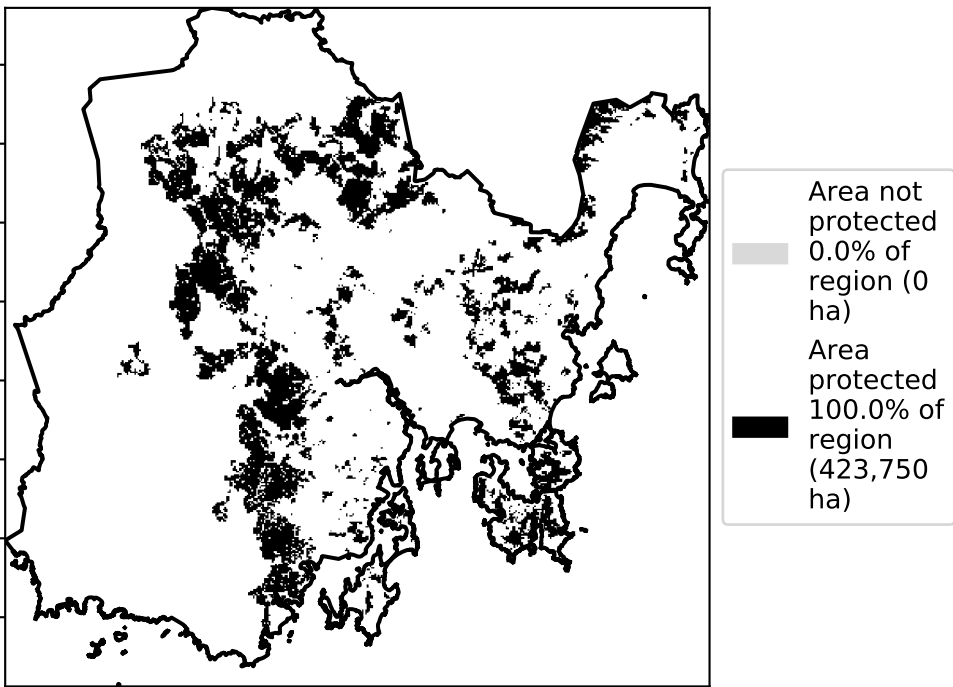 Area not
protected
0.0% of
region (0
ha)
Area
protected
100.0% of
region
(423,750
ha)